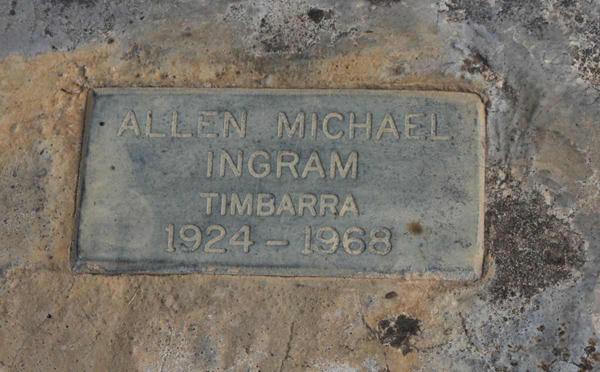 ALLEN MICHAEL
INGRAM
TIMBARRA
1924 - 1968